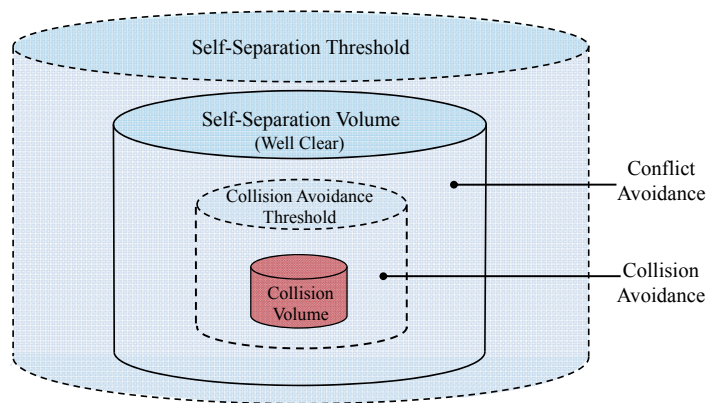 Self-Separation Threshold
Self-Separation Volume
(Well Clear)
Conflict
Avoidance
Collision Avoidance
Threshold
Collision
Avoidance
Collision
Volume